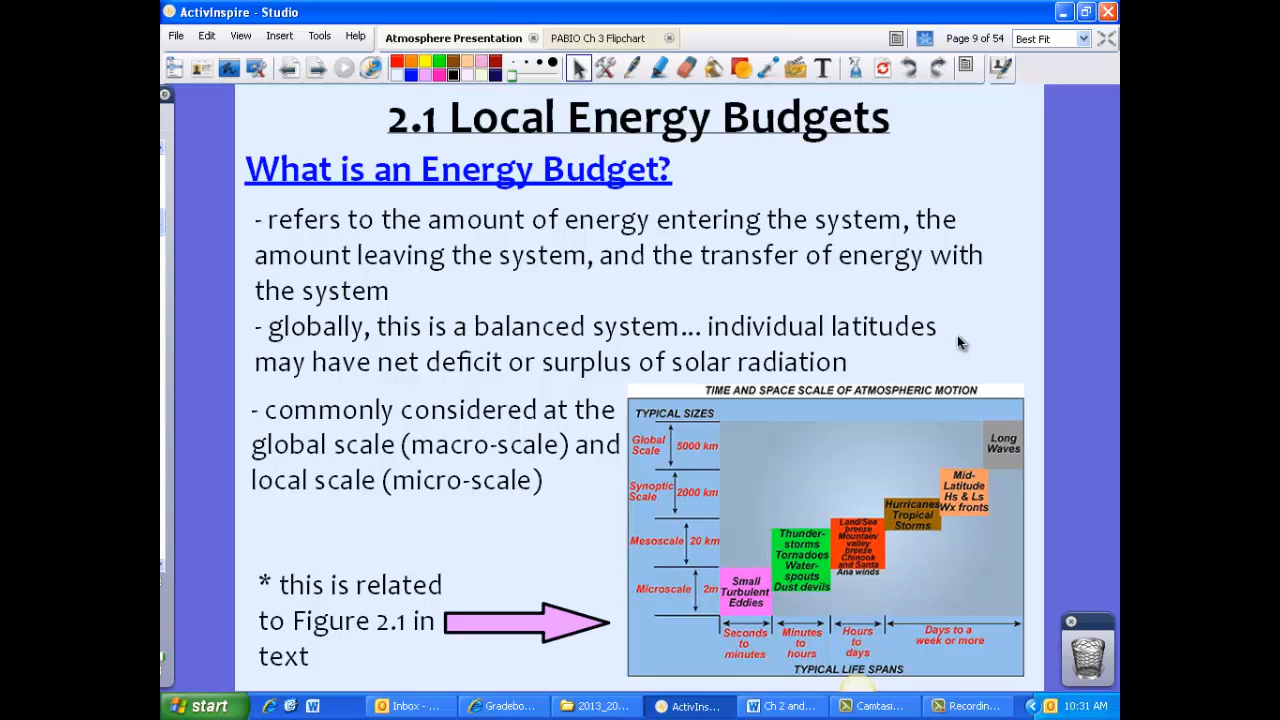 ActivInspire - Studio
File Edit View Insert Tools Help
Atmosphere Presentation
PABIO Ch 3 Flipchart
Page 9 of 54
Best Fit
2.1 Local Energy Budgets
What is an Energy Budget?
- refers to the amount of energy entering the system, the
amount leaving the system, and the transfer of energy with
the system
- globally, this is a balanced system... individual latitudes
may have net deficit or surplus of solar radiation
- commonly considered at the
global scale (macro-scale) and
local scale (micro-scale)
* this is related
to Figure 2.1 in
text
TIME AND SPACE SCALE OF ATMOSPHERIC MOTION
TYPICAL SIZES
Global
Scale
5000 km
Synoptic
Scale
2000 km
Mesoscale
20 km
Microscale
2m
Small
Turbulent
Eddies
Thunder-
storms
Tornadoes
Water-
spouts
Dust devils
Land/Sea
breeze
Mountain/
valley
breeze
Chinook
and Santa
Ana winds
Hurricanes
Tropical
Storms
Mid-
Latitude
Hs & Ls
Wx fronts
Long
Waves
Seconds
to
minutes
Minutes
to
hours
Hours
to
days
Days to a
week or more
TYPICAL LIFE SPANS
start
Inbox - ...
Gradebo...
2013_20...
ActivIns...
Ch 2 and...
Camtasi...
Recordin...
10:31 AM